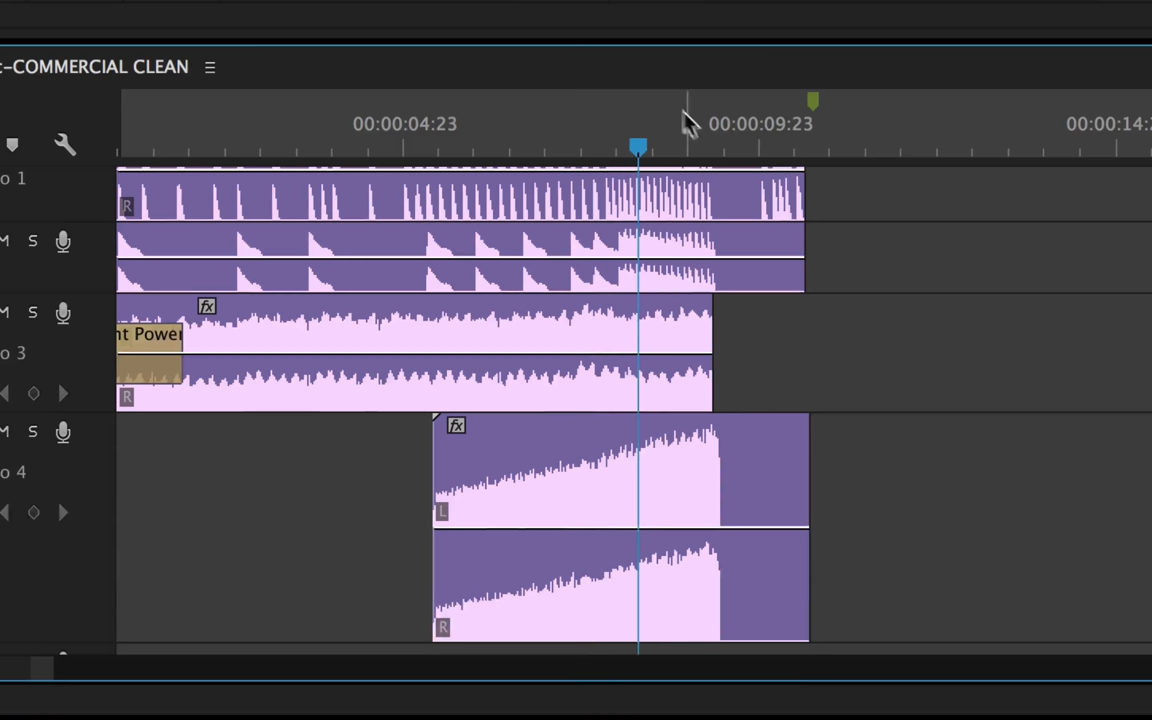 :-COMMERCIAL CLEAN
00:00:04:23
00:00:09:23
00:00:14:2
o 1
R
M S
M S
fx
nt Power
o 3
R
M S
fx
o 4
L
R